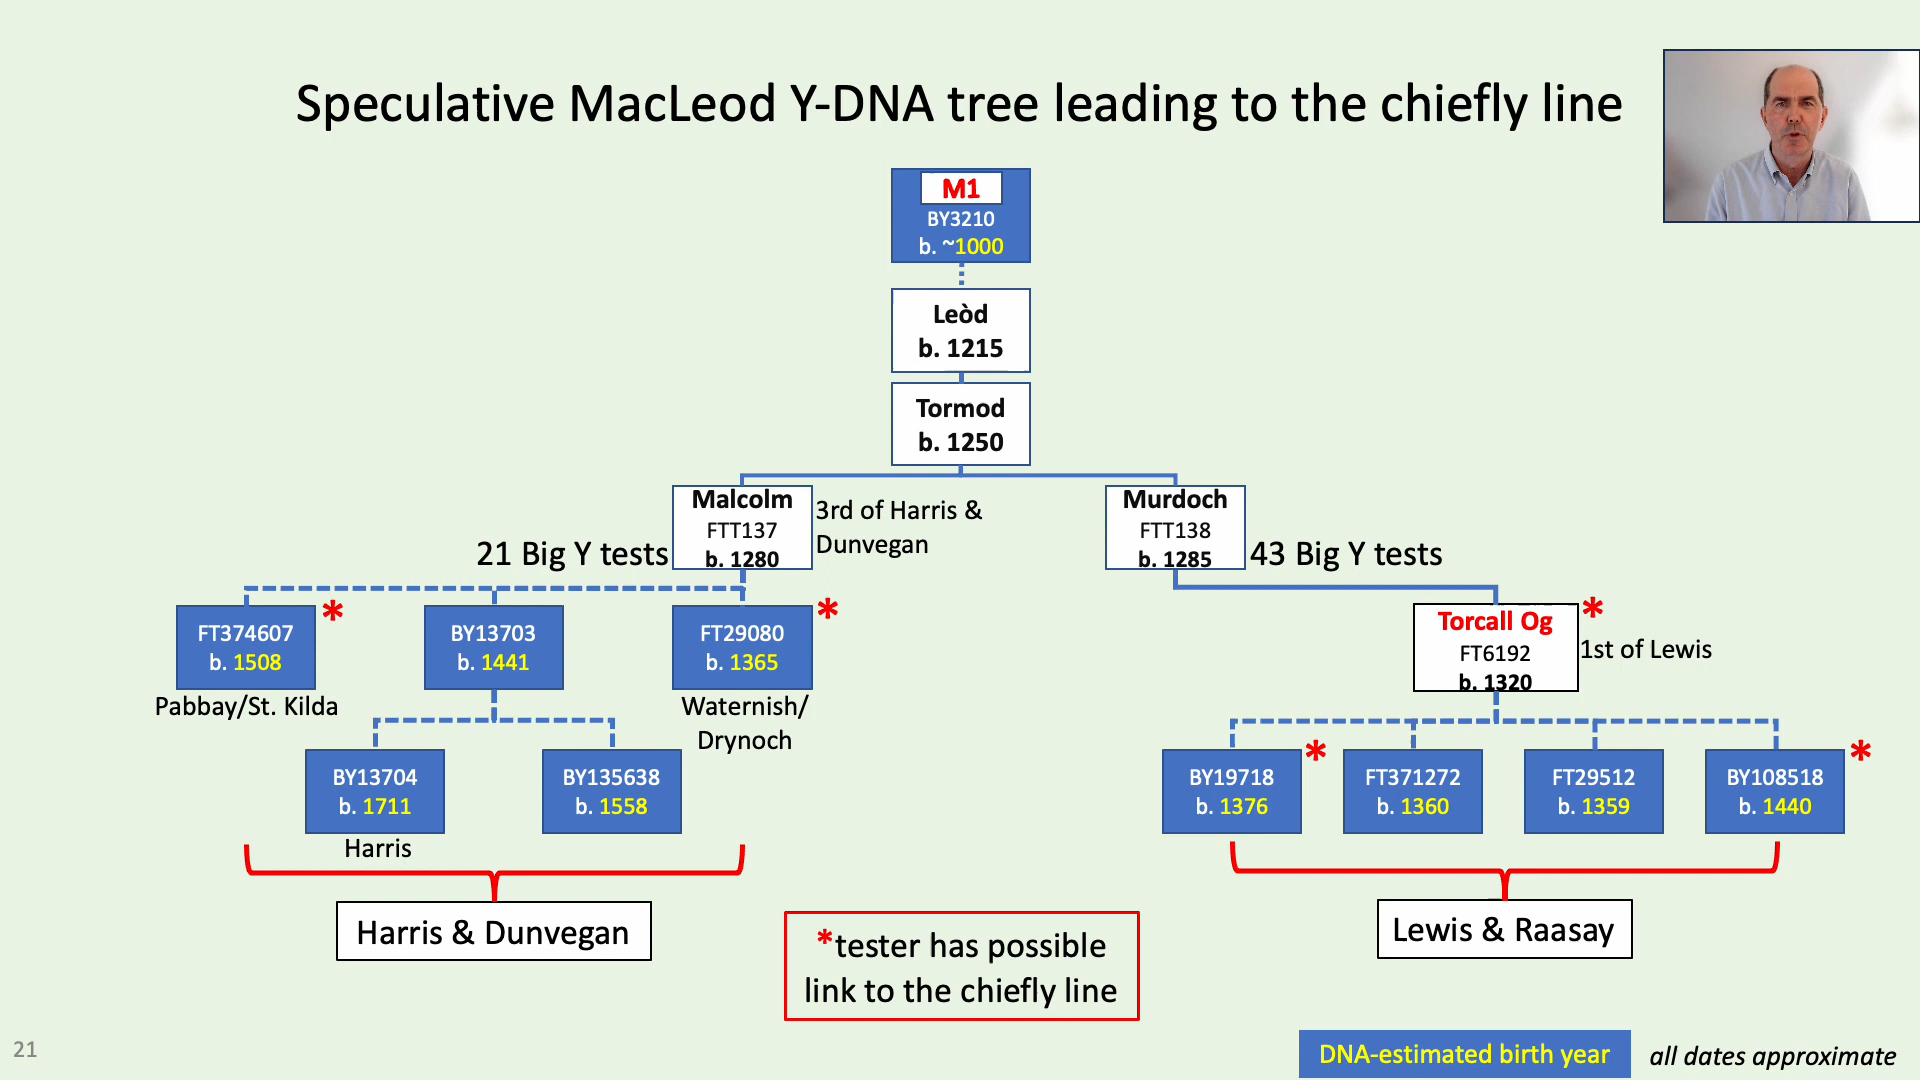 Speculative MacLeod Y-DNA tree leading to the chiefly line
M1
BY3210
b. ~1000
Leòd
b. 1215
Tormod
b. 1250
Malcolm
FTT137
b. 1280
3rd of Harris &
Dunvegan
21 Big Y tests
Murdoch
FTT138
b. 1285
43 Big Y tests
FT374607
b. 1508
*
Pabbay/St. Kilda
BY13703
b. 1441
FT29080
b. 1365
*
Waternish/
Drynoch
Torcall Og
FT6192
b. 1320
*
1st of Lewis
BY13704
b. 1711
Harris
BY135638
b. 1558
BY19718
b. 1376
*
FT371272
b. 1360
FT29512
b. 1359
BY108518
b. 1440
*
Harris & Dunvegan
Lewis & Raasay
*tester has possible
link to the chiefly line
21
DNA-estimated birth year
all dates approximate